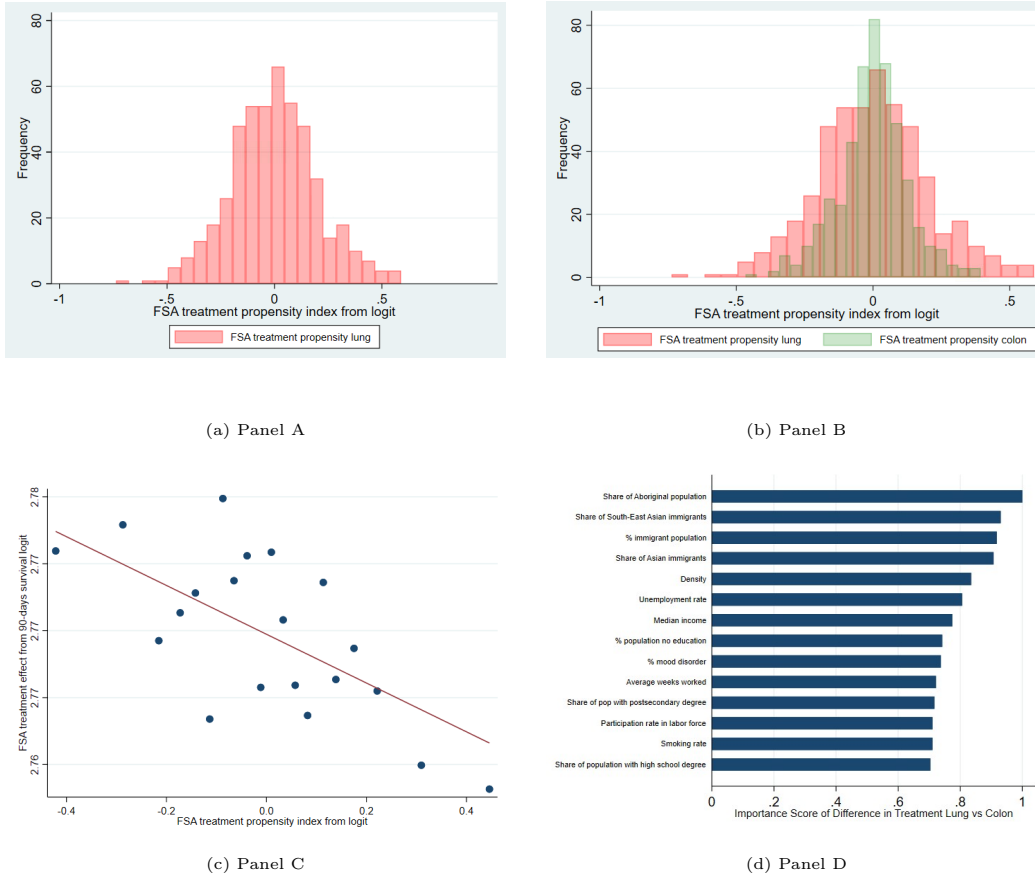 80
60
40
20
0
Frequency
-1
-.5
0
.5
FSA treatment propensity index from logit
FSA treatment propensity lung
(a) Panel A
80
60
40
20
0
Frequency
-1
-.5
0
.5
FSA treatment propensity index from logit
FSA treatment propensity lung
FSA treatment propensity colon
(b) Panel B
2.78
2.77
2.77
2.77
2.76
FSA treatment effect from 90-days survival logit
-0.4
-0.2
0.0
0.2
0.4
FSA treatment propensity index from logit
(c) Panel C
Share of Aboriginal population
Share of South-East Asian immigrants
% immigrant population
Share of Asian immigrants
Density
Unemployment rate
Median income
% population no education
% mood disorder
Average weeks worked
Share of pop with postsecondary degree
Participation rate in labor force
Smoking rate
Share of population with high school degree
0
.2
.4
.6
.8
1
Importance Score of Difference in Treatment Lung vs Colon
(d) Panel D